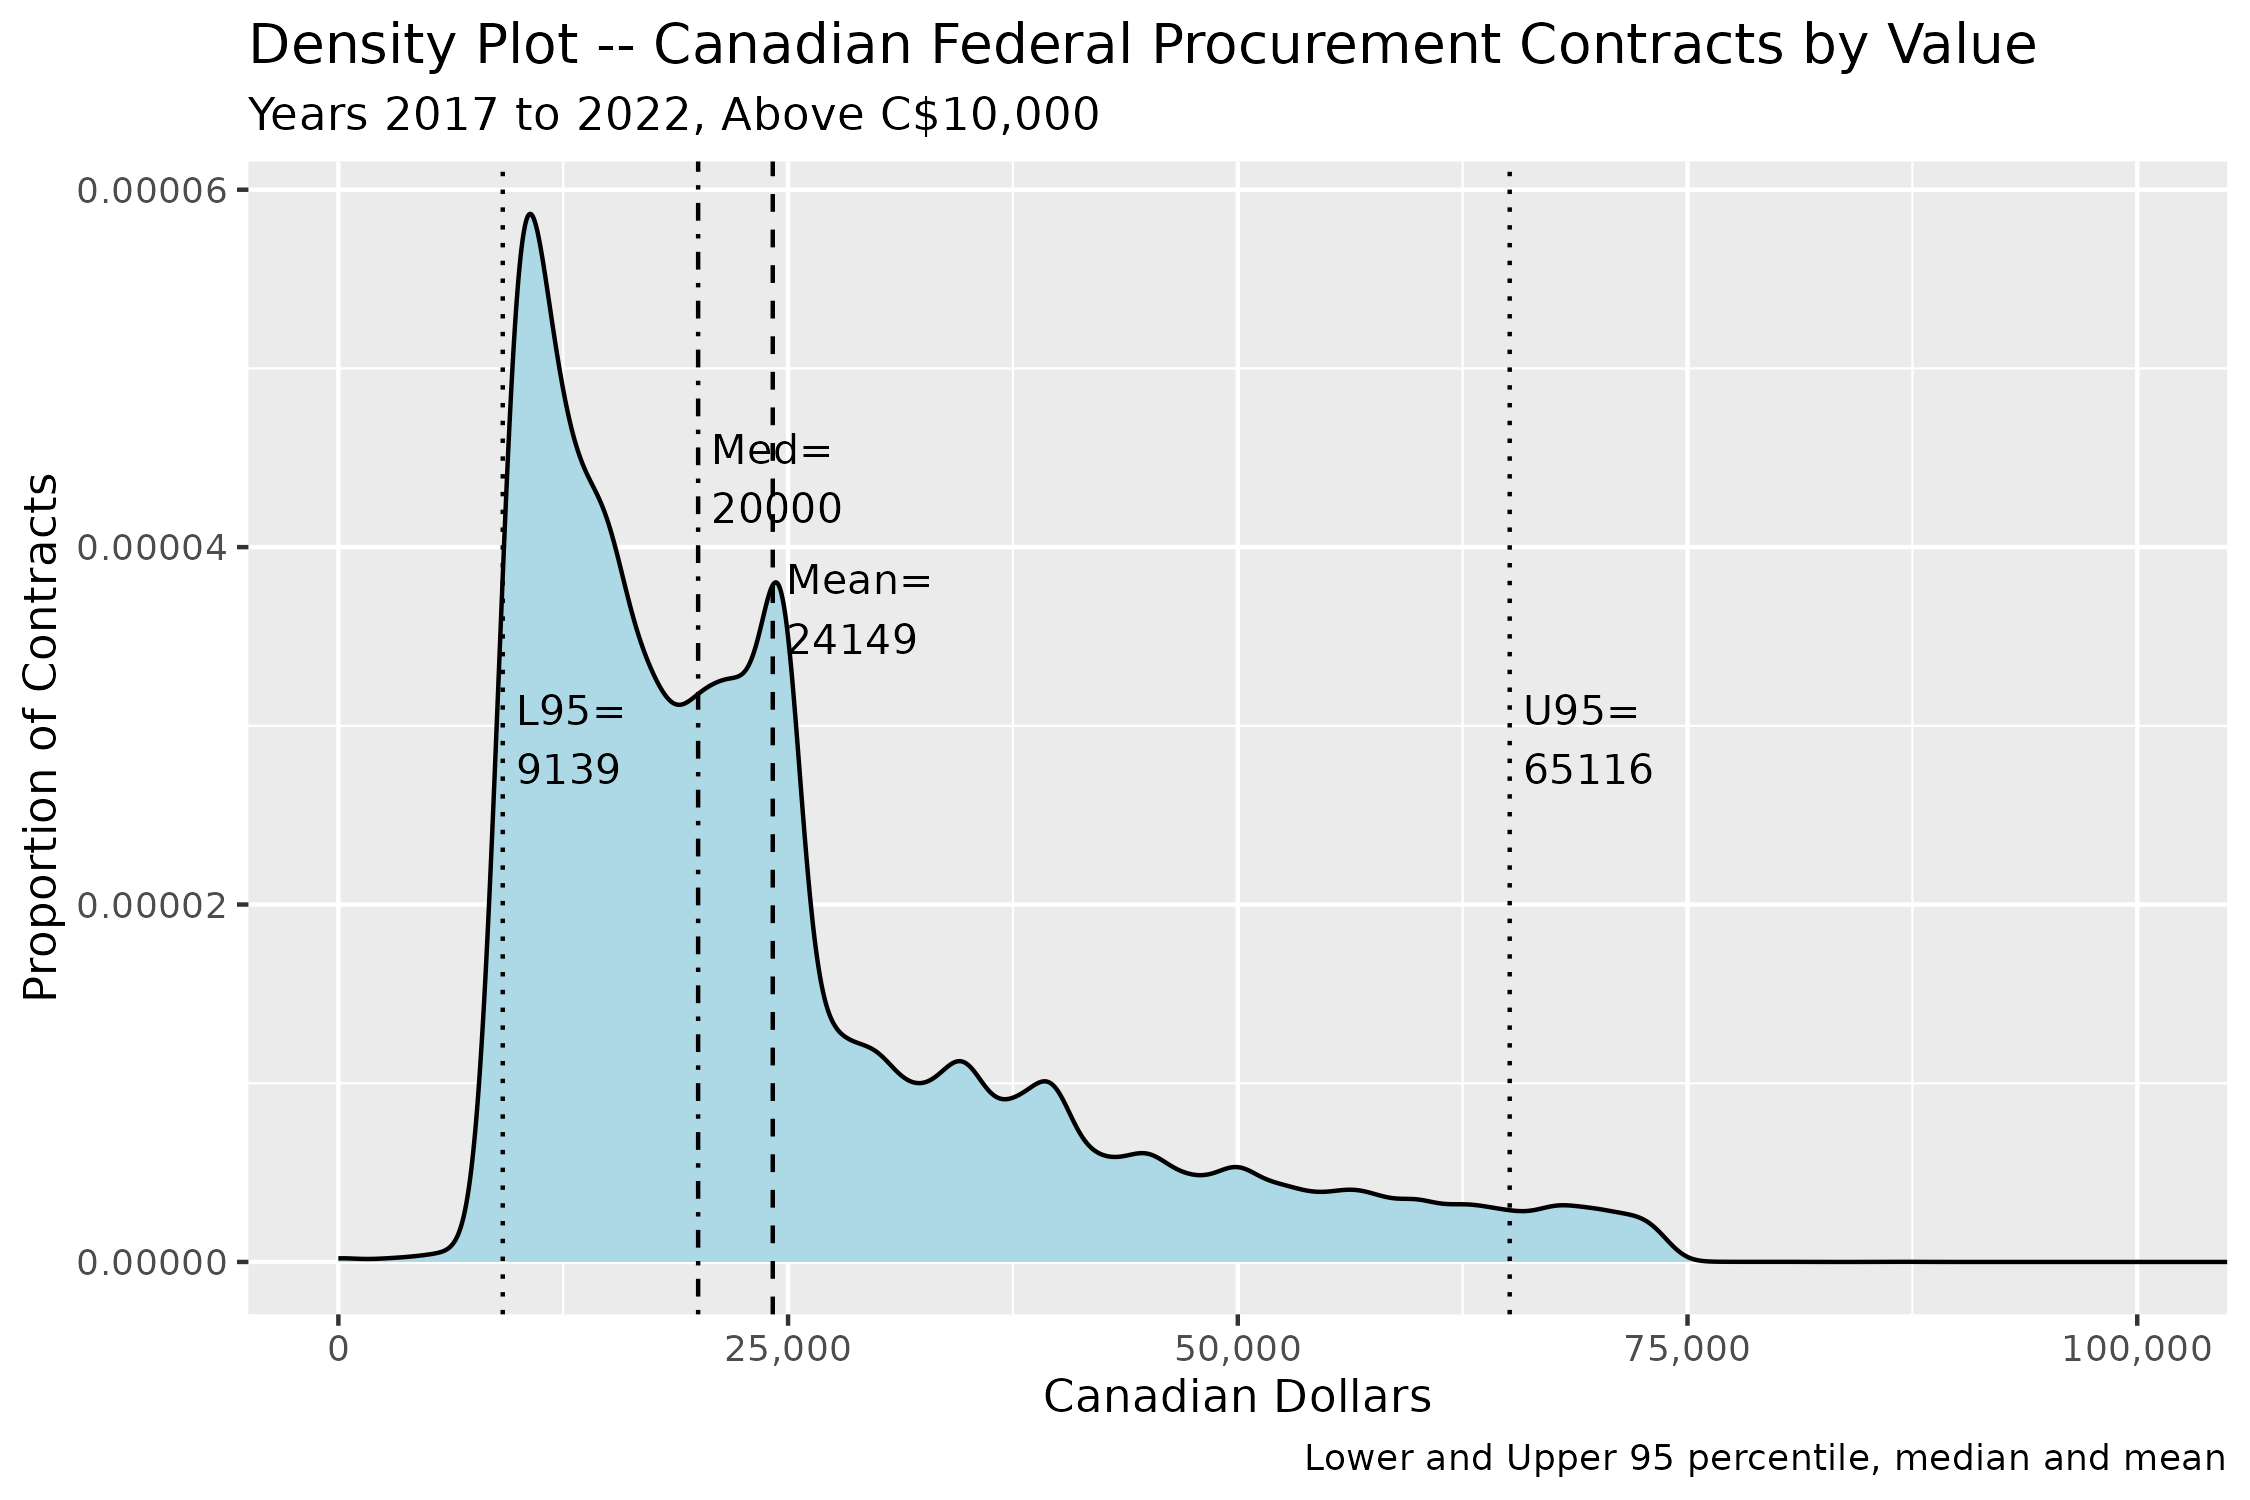 Density Plot -- Canadian Federal Procurement Contracts by Value
Years 2017 to 2022, Above C$10,000
Proportion of Contracts
0.00006
0.00004
0.00002
0.00000
Med=
20000
Mean=
24149
L95=
9139
U95=
65116
0
25,000
50,000
75,000
100,000
Canadian Dollars
Lower and Upper 95 percentile, median and mean